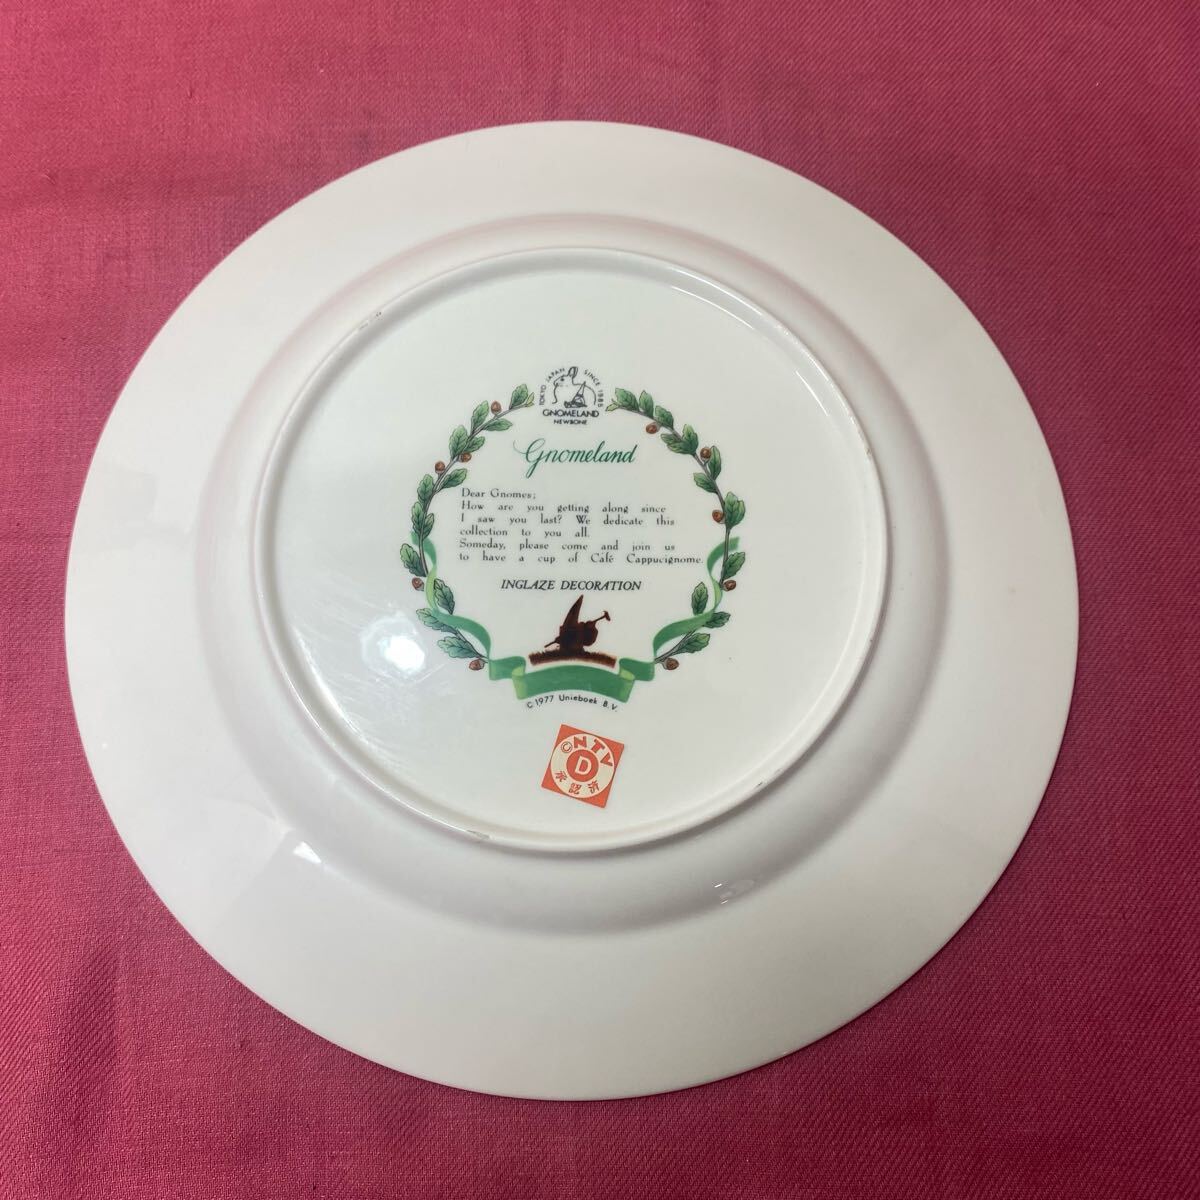 TOKYO JAPAN SINCE 1985
GNOMELAND
NEWBONE
Gnomeland
Dear Gnomes;
How are you getting along since
I saw you last? We dedicate this
collection to you all.
Someday, please come and join us
to have a cup of Café Cappucignome.
INGLAZE DECORATION
© 1977 Unieboek B.V.
© NTV
D
承認済